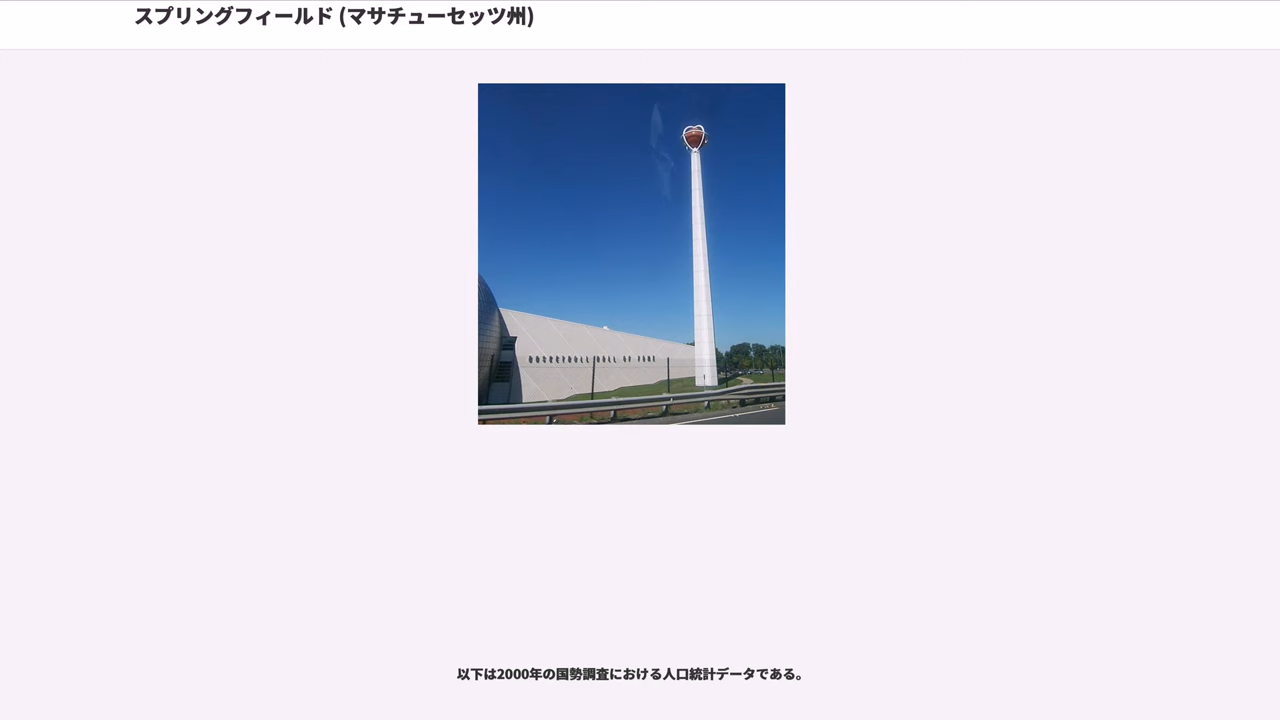 スプリングフィールド (マサチューセッツ州)
以下は2000年の国勢調査における人口統計データである。